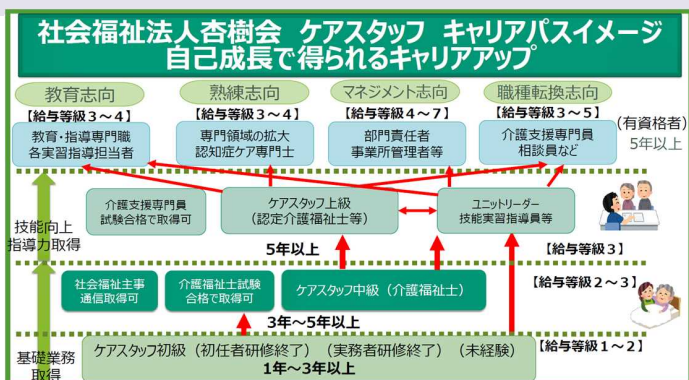 社会福祉法人杏樹会 ケアスタッフ キャリアパスイメージ
自己成長で得られるキャリアアップ
教育志向
熟練志向
マネジメント志向
職種転換志向
【給与等級3~4】
【給与等級3~4】
【給与等級4~7】
【給与等級3~5】
教育・指導専門職
各実習指導担当者
専門領域の拡大
認知症ケア専門士
部門責任者
事業所管理者等
介護支援専門員
相談員など
(有資格者)
5年以上
技能向上
指導力取得
介護支援専門員
試験合格で取得可
ケアスタッフ上級
(認定介護福祉士等)
ユニットリーダー
技能実習指導員等
5年以上
【給与等級3】
社会福祉主事
通信取得可
介護福祉士試験
合格で取得可
ケアスタッフ中級(介護福祉士)
【給与等級2~3】
3年~5年以上
基礎業務
取得
ケアスタッフ初級(初任者研修終了)(実務者研修終了)(未経験)
1年~3年以上
【給与等級1~2】